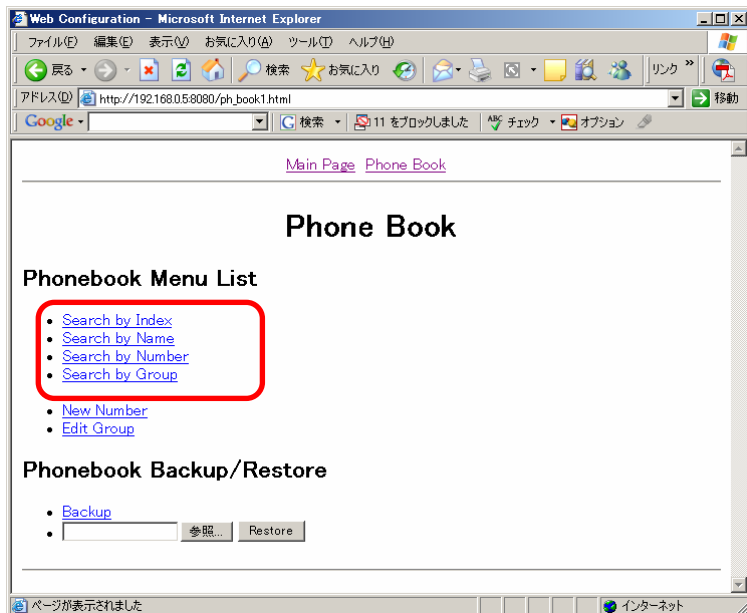 Web Configuration - Microsoft Internet Explorer
ファイル(F) 編集(E) 表示(V) お気に入り(A) ツール(T) ヘルプ(H)
戻る 検索 お気に入り リンク »
アドレス(D) http://192.168.0.5:8080/ph_book1.html 移動
Google 検索 11 をブロックしました ABC チェック オプション
Main Page Phone Book
Phone Book
Phonebook Menu List
• Search by Index
• Search by Name
• Search by Number
• Search by Group
• New Number
• Edit Group
Phonebook Backup/Restore
• Backup
• 参照... Restore
ページが表示されました インターネット